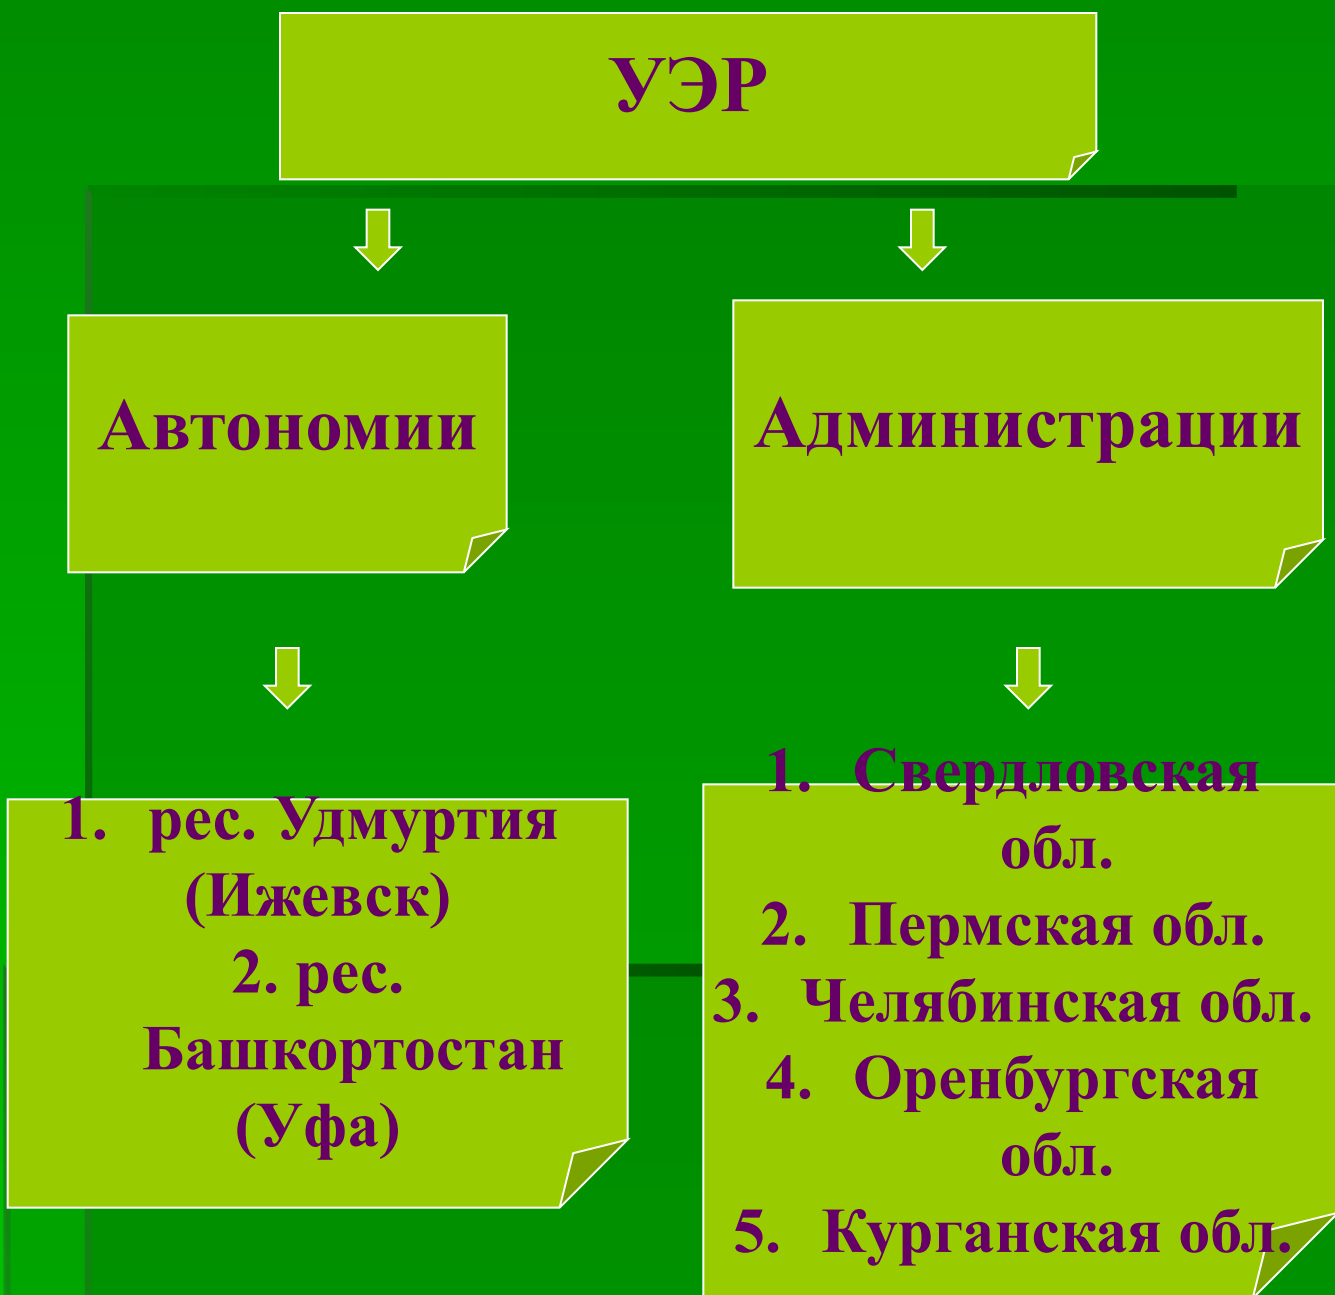 УЭР
Автономии
Администрации
1. рес. Удмуртия
(Ижевск)
2. рес.
Башкортостан
(Уфа)
1. Свердловская
обл.
2. Пермская обл.
3. Челябинская обл.
4. Оренбургская
обл.
5. Курганская обл.